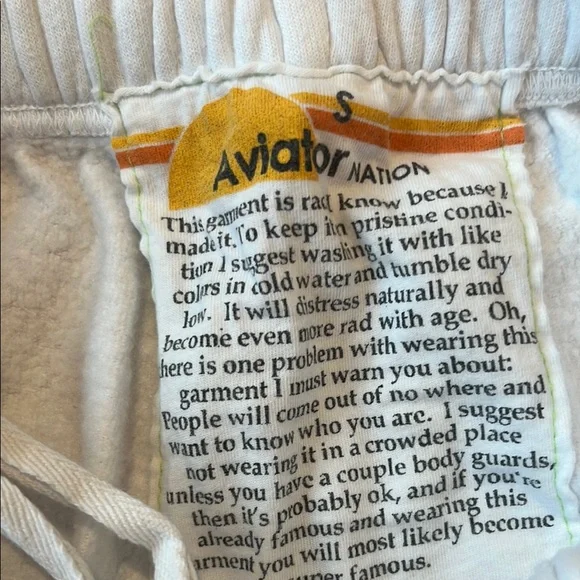 S
Aviator NATION
This garment is rad, I know because I
made it. To keep it in pristine condi-
tion I suggest washing it with like
colors in cold water and tumble dry
low. It will distress naturally and
become even more rad with age. Oh,
there is one problem with wearing this
garment I must warn you about:
People will come out of no where and
want to know who you are. I suggest
not wearing it in a crowded place
unless you have a couple body guards,
then it's probably ok, and if you're
already famous and wearing this
garment you will most likely become
super famous.